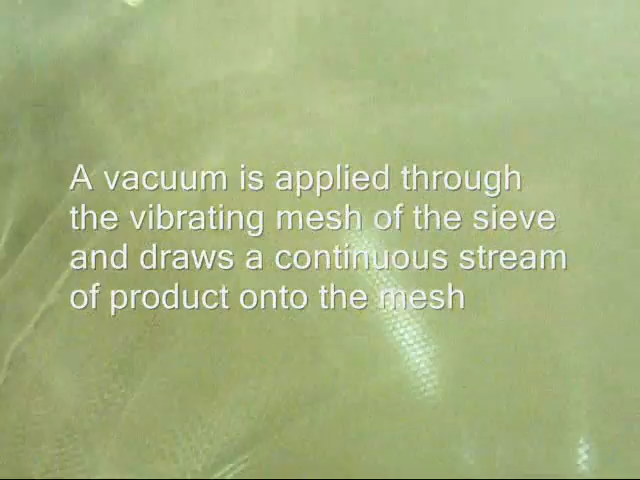 A vacuum is applied through
the vibrating mesh of the sieve
and draws a continuous stream
of product onto the mesh